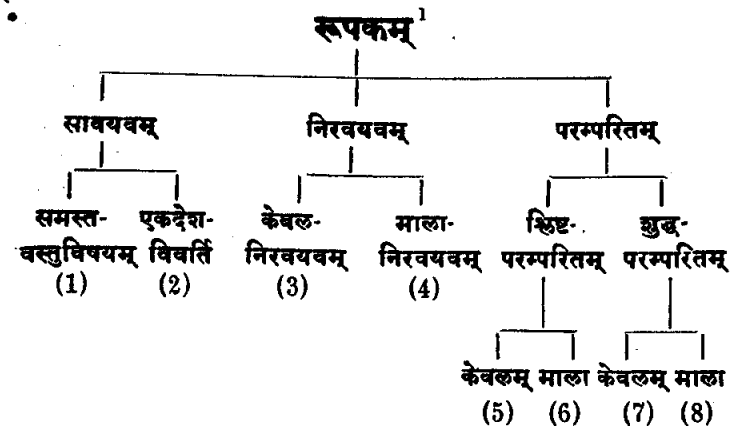 रूपकम् 1
सावयवम् निरवयवम् परम्परितम्
समस्त- एकदेश- केवल- माला- श्लिष्ट- शुद्ध-
वस्तुविषयम् विवर्ति निरवयवम् निरवयवम् परम्परितम् परम्परितम्
(1) (2) (3) (4)
केवलम् माला केवलम् माला
(5) (6) (7) (8)